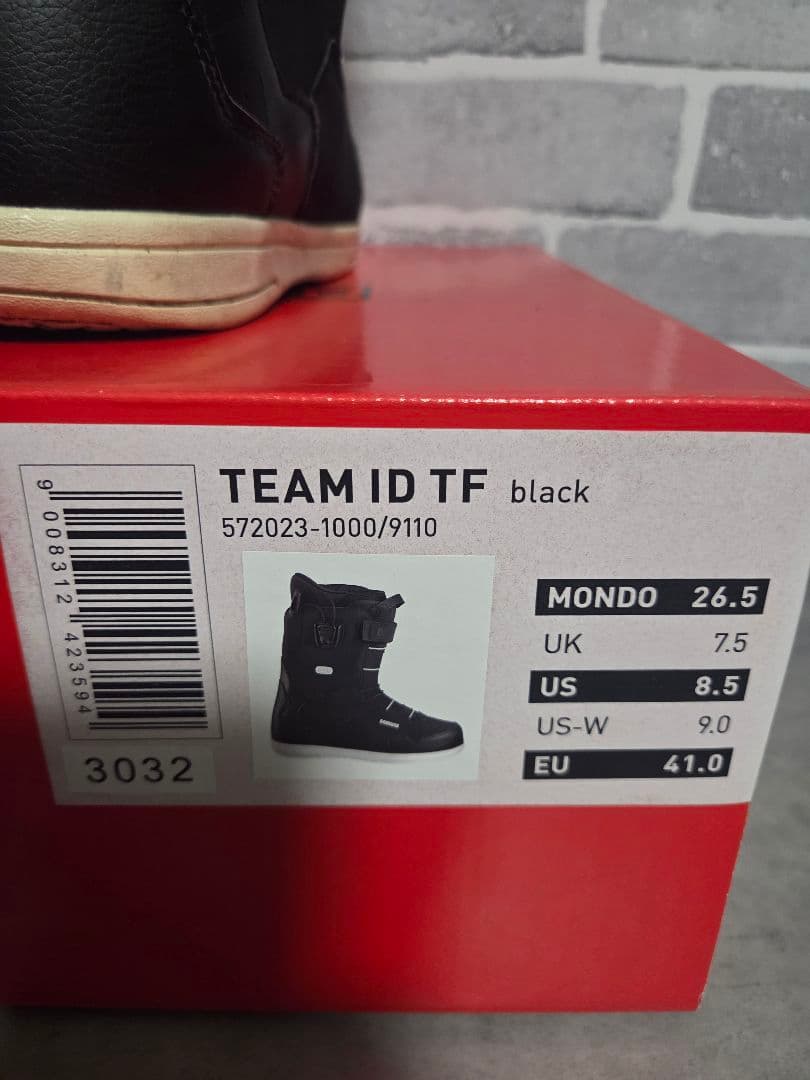 TEAM ID TF black
572023-1000/9110
9 008312 423594
3032
MONDO 26.5
UK 7.5
US 8.5
US-W 9.0
EU 41.0